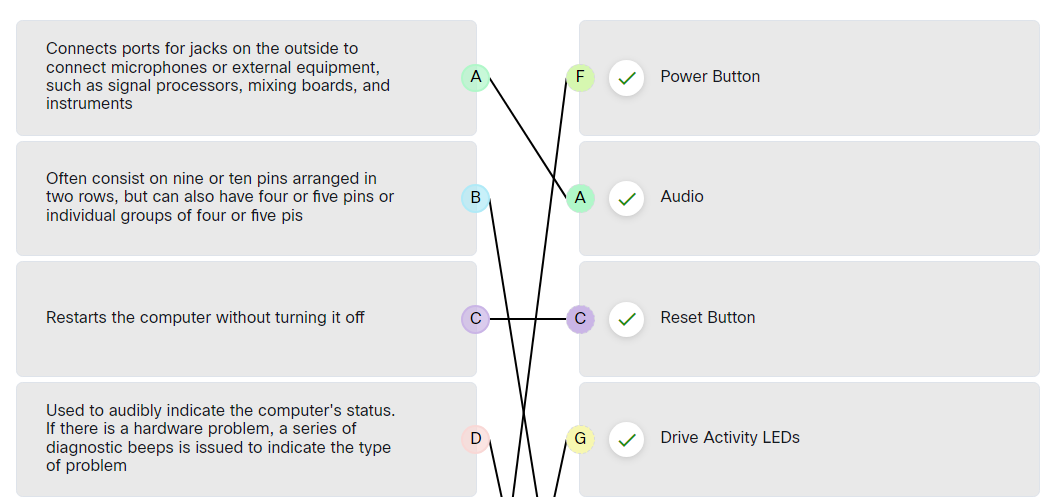 Connects ports for jacks on the outside to
connect microphones or external equipment,
such as signal processors, mixing boards, and
instruments
A
F
Power Button
Often consist on nine or ten pins arranged in
two rows, but can also have four or five pins or
individual groups of four or five pis
B
A
Audio
Restarts the computer without turning it off
C
C
Reset Button
Used to audibly indicate the computer's status.
If there is a hardware problem, a series of
diagnostic beeps is issued to indicate the type
of problem
D
G
Drive Activity LEDs